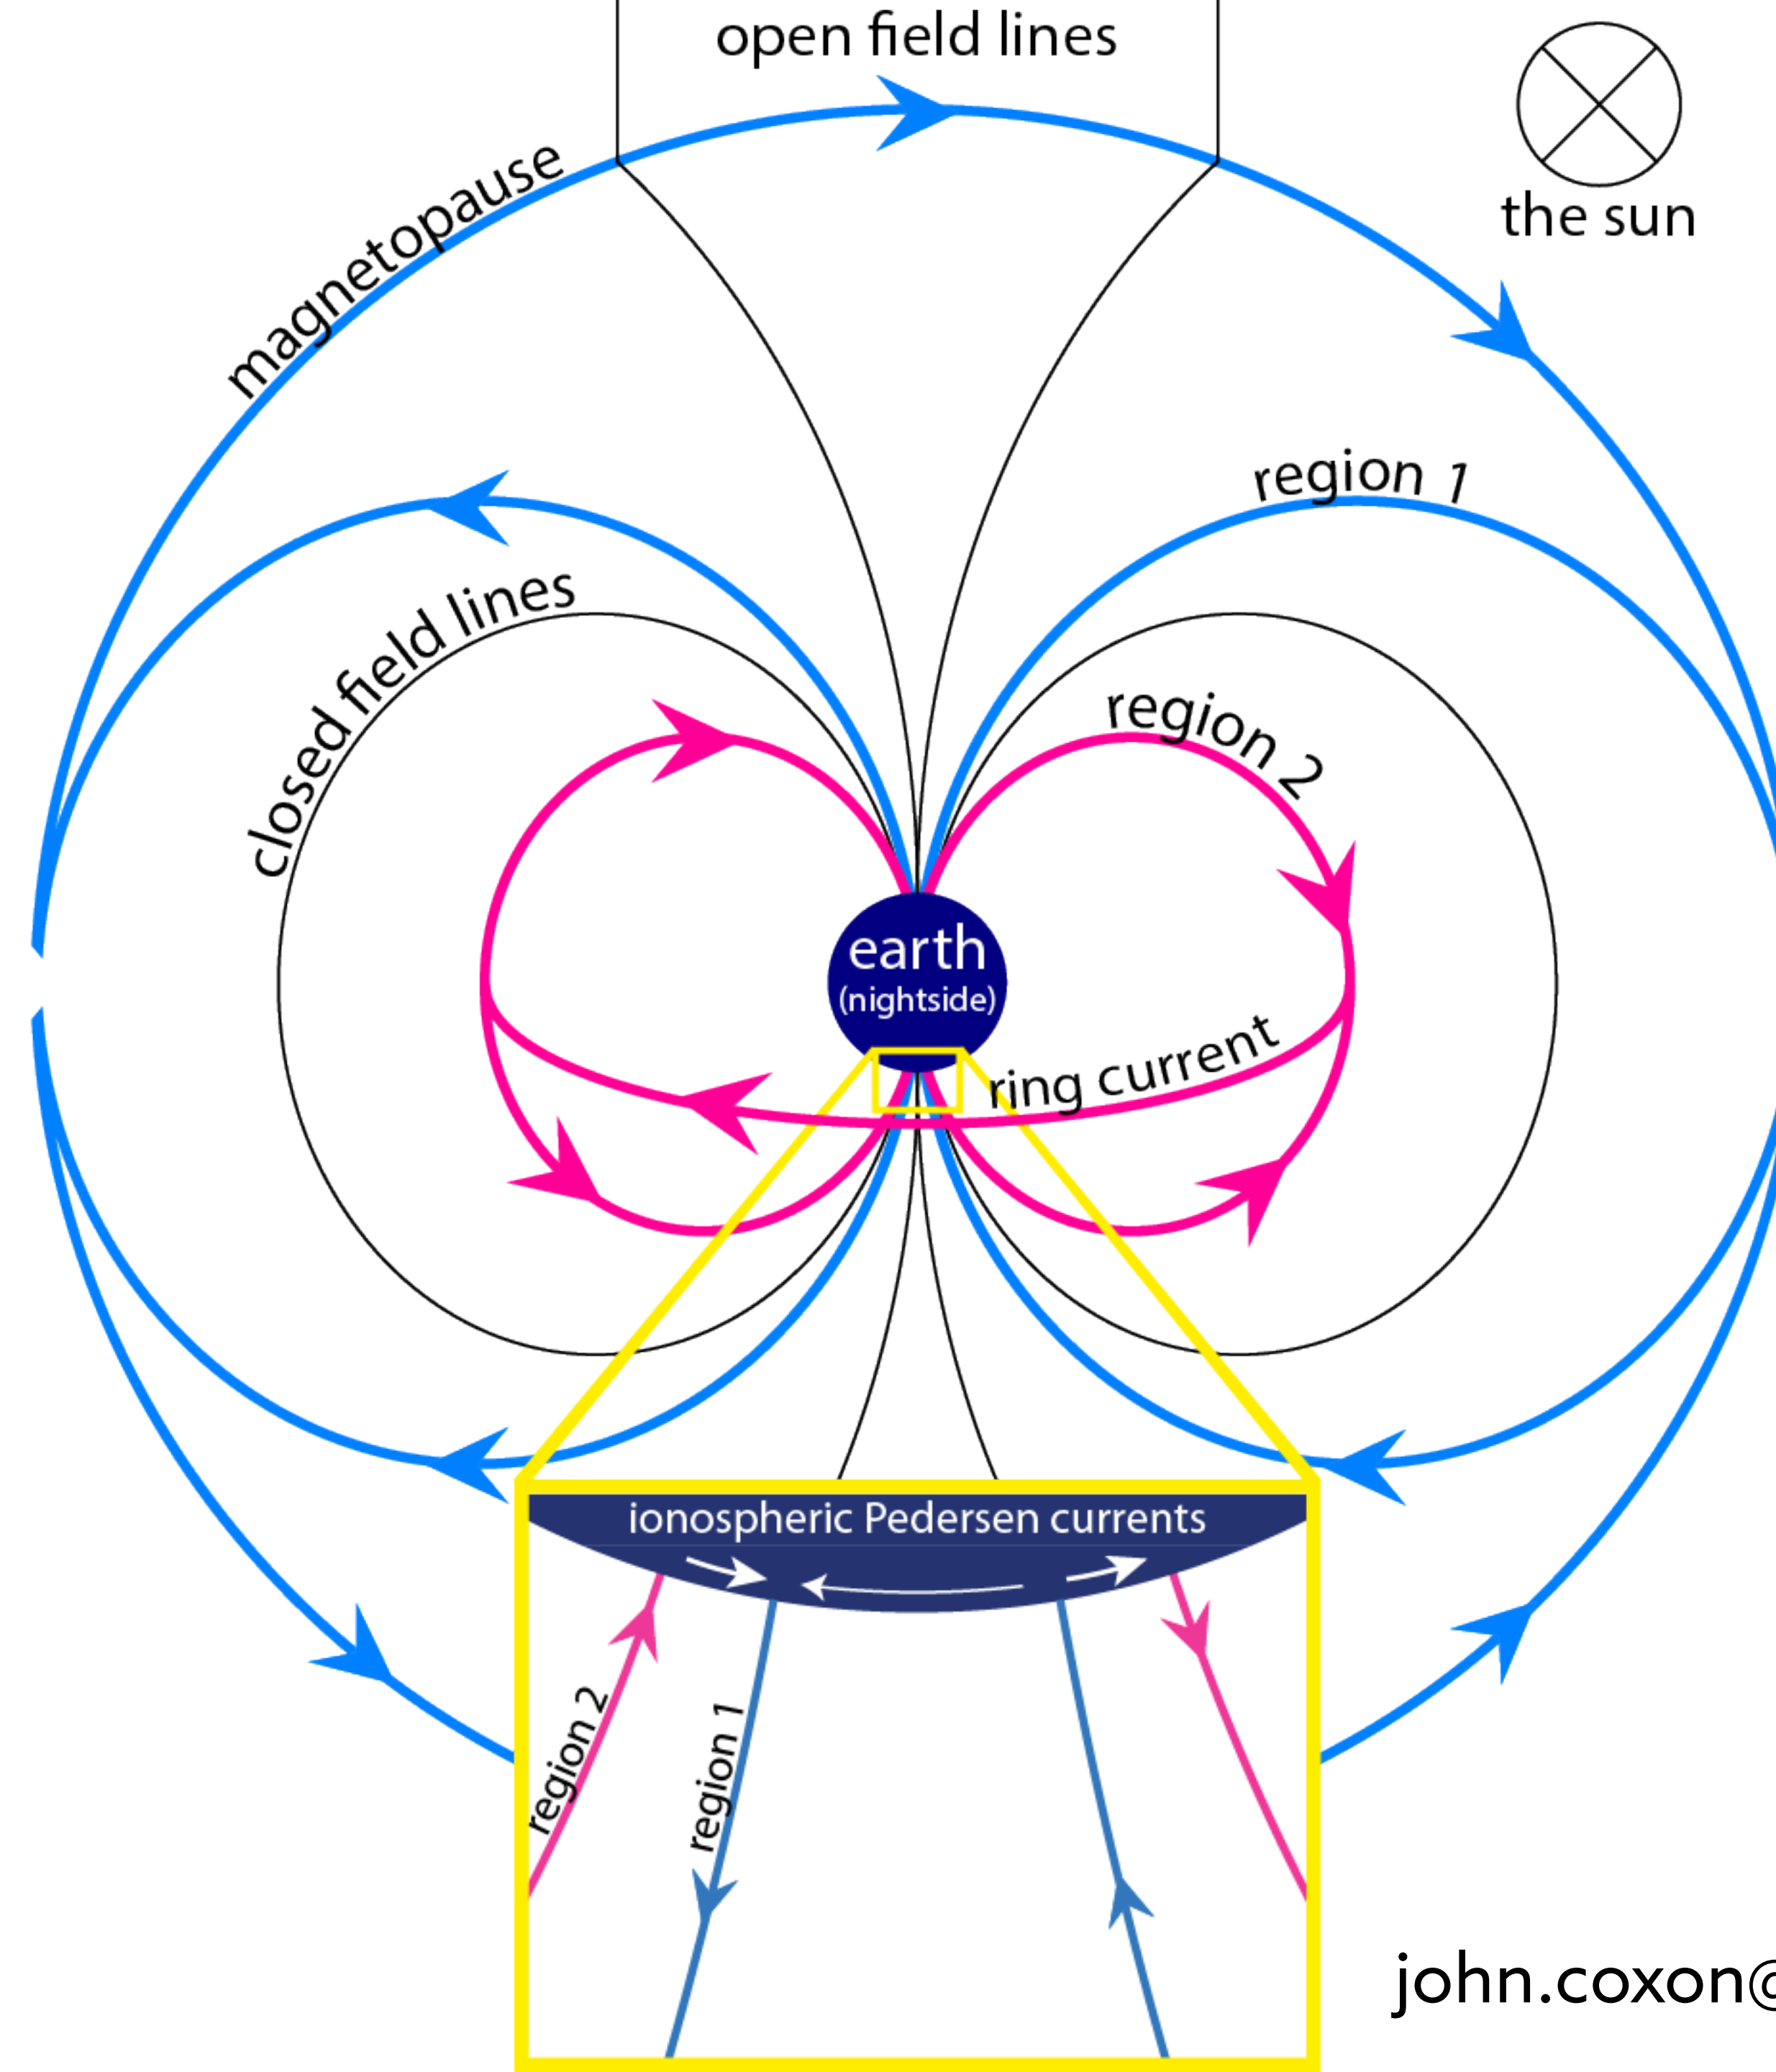 open field lines
the sun
magnetopause
region 1
closed field lines
region 2
earth
(nightside)
ring current
ionospheric Pedersen currents
region 2
region 1
john.coxon@